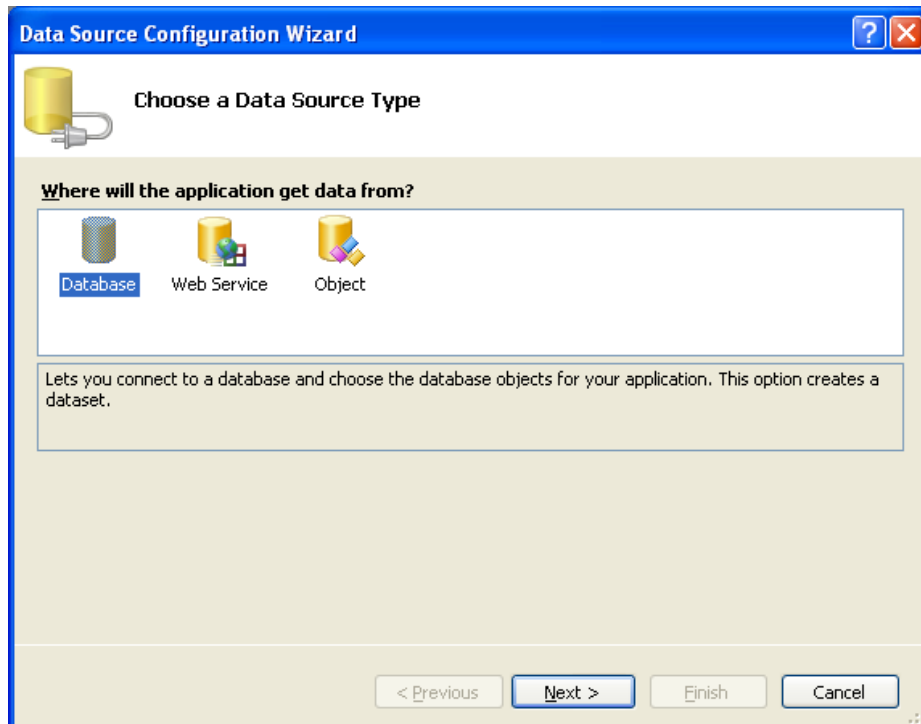 Data Source Configuration Wizard
?
Choose a Data Source Type
Where will the application get data from?
Database
Web Service
Object
Lets you connect to a database and choose the database objects for your application. This option creates a
dataset.
< Previous
Next >
Finish
Cancel